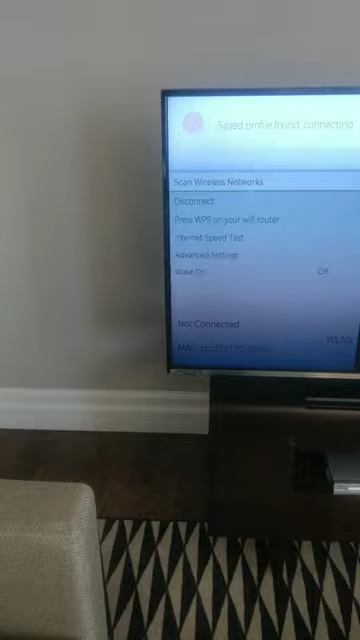 Saved profile found, connecting
Scan Wireless Networks
Disconnect
Press WPS on your wifi router
Internet Speed Test
Advanced Settings
Wake On Off
Not Connected
WLAN